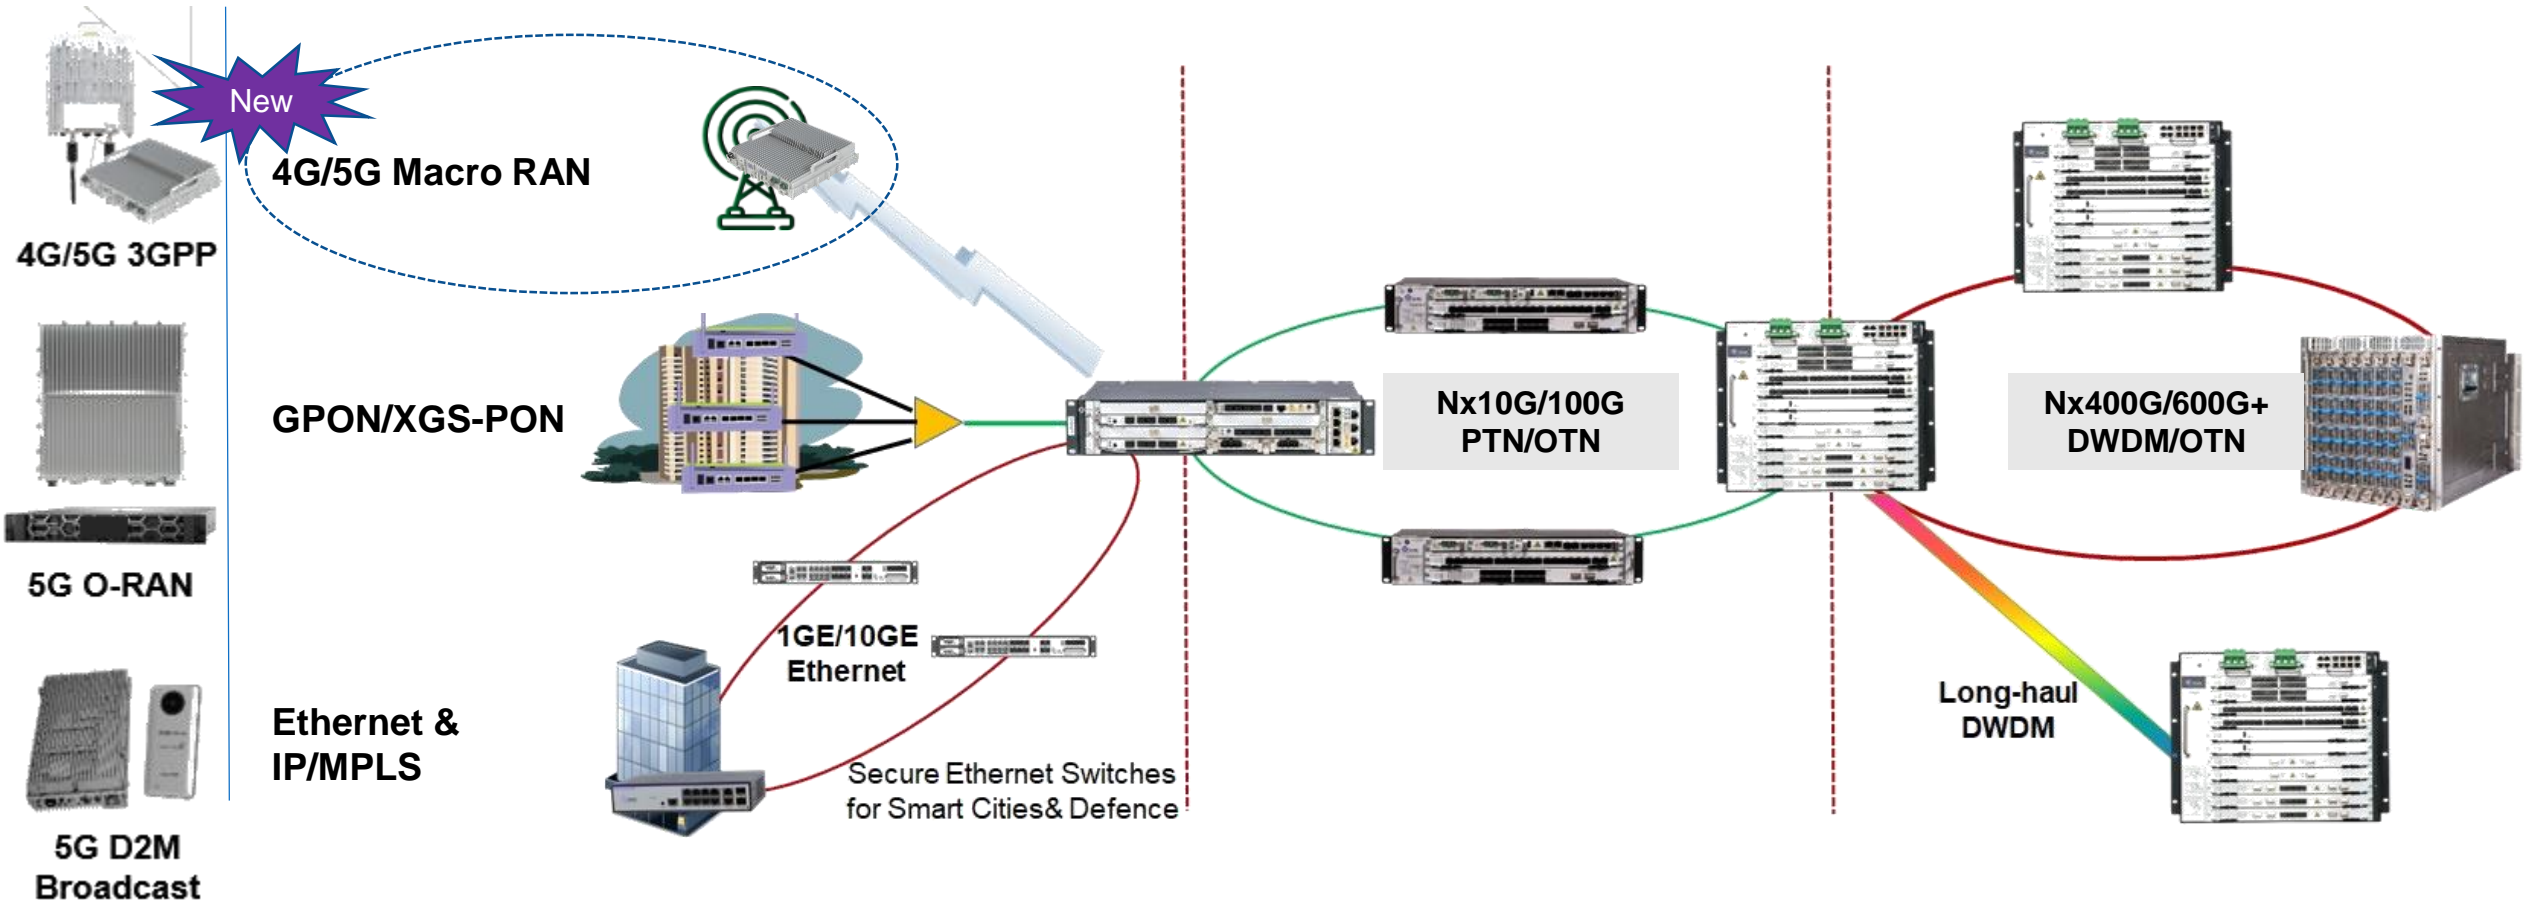 New
4G/5G Macro RAN
4G/5G 3GPP
GPON/XGS-PON
Nx10G/100G
PTN/OTN
Nx400G/600G+
DWDM/OTN
5G O-RAN
1GE/10GE
Ethernet
Ethernet &
IP/MPLS
Secure Ethernet Switches
for Smart Cities& Defence
Long-haul
DWDM
5G D2M
Broadcast